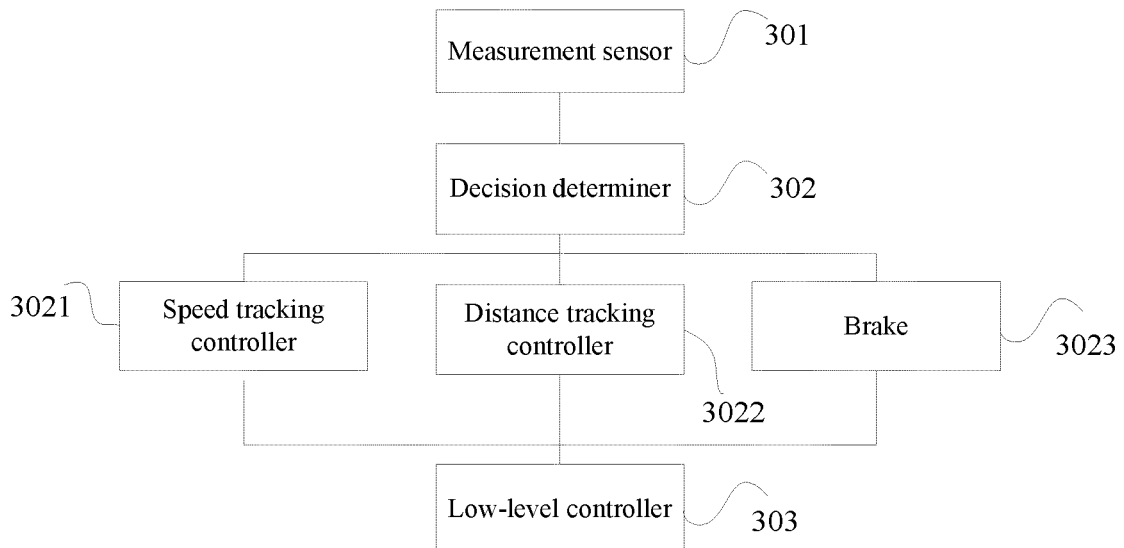 Measurement sensor
301
Decision determiner
302
3021
Speed tracking
controller
Distance tracking
controller
3022
Brake
3023
Low-level controller
303